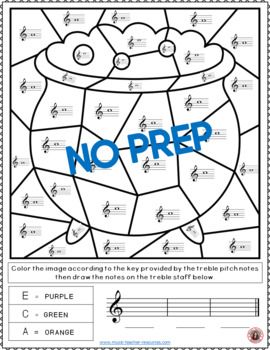 NO PREP
Color the image according to the key provided by the treble pitch notes
then draw the notes on the treble staff below.
E = PURPLE
C = GREEN
A = ORANGE
www.music-teacher-resources.com